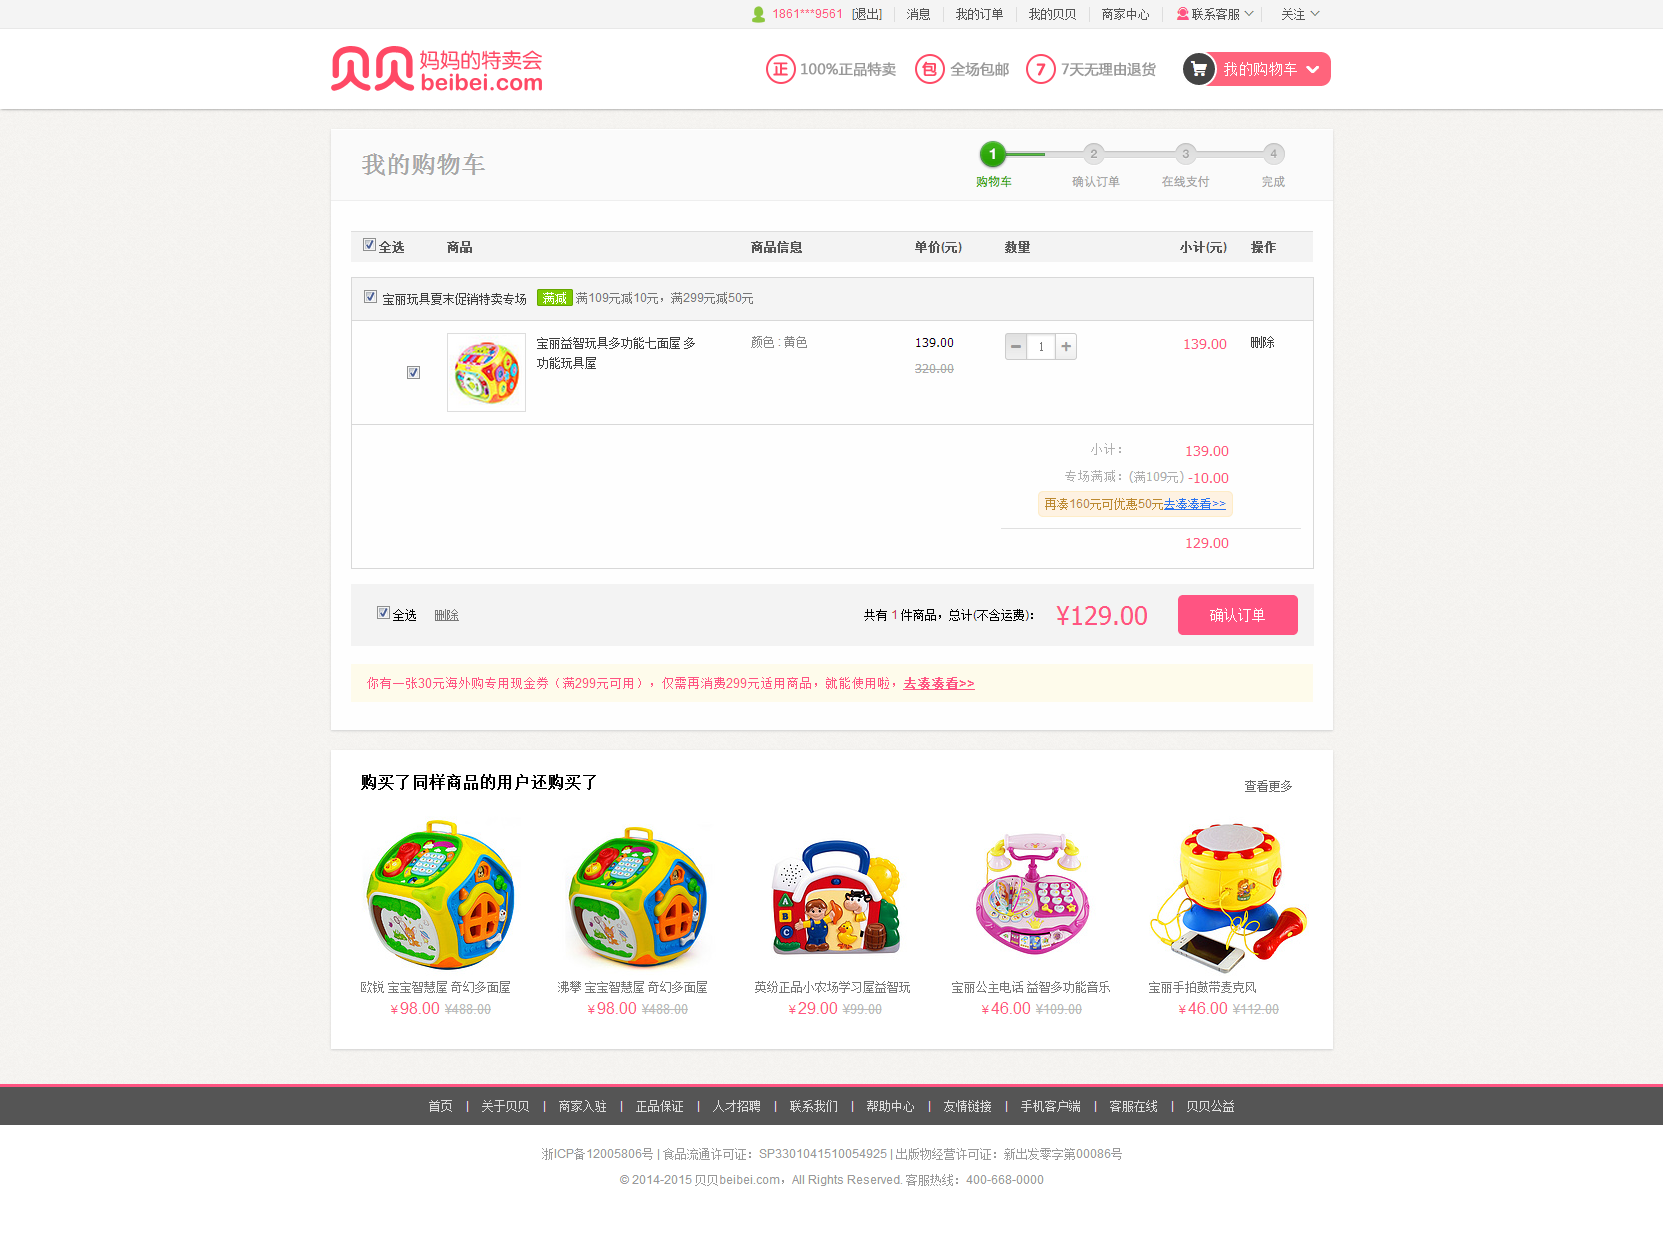 1861***9561 [退出] 消息 我的订单 我的贝贝 商家中心 联系客服 关注
贝贝 妈妈的特卖会
beibei.com
正 100%正品特卖 包 全场包邮 7 7天无理由退货 我的购物车
我的购物车
1 2 3 4
购物车 确认订单 在线支付 完成
全选 商品 商品信息 单价(元) 数量 小计(元) 操作
宝丽玩具夏末促销特卖专场 满减 满109元减10元，满299元减50元
宝丽益智玩具多功能七面屋 多 颜色 : 黄色 139.00 1 139.00 删除
功能玩具屋 320.00
小计： 139.00
专场满减：(满109元) -10.00
再凑160元可优惠50元去凑凑看>>
129.00
全选 删除 共有 1 件商品，总计(不含运费)： ¥129.00 确认订单
你有一张30元海外购专用现金券（满299元可用），仅需再消费299元适用商品，就能使用啦，去凑凑看>>
购买了同样商品的用户还购买了 查看更多
A
B
C
欧锐 宝宝智慧屋 奇幻多面屋 沸攀 宝宝智慧屋 奇幻多面屋 英纷正品小农场学习屋益智玩 宝丽公主电话 益智多功能音乐 宝丽手拍鼓带麦克风
¥98.00 ¥488.00 ¥98.00 ¥488.00 ¥29.00 ¥99.00 ¥46.00 ¥109.00 ¥46.00 ¥112.00
首页 | 关于贝贝 | 商家入驻 | 正品保证 | 人才招聘 | 联系我们 | 帮助中心 | 友情链接 | 手机客户端 | 客服在线 | 贝贝公益
浙ICP备12005806号 | 食品流通许可证：SP3301041510054925 | 出版物经营许可证：新出发零字第00086号
© 2014-2015 贝贝beibei.com，All Rights Reserved. 客服热线：400-668-0000